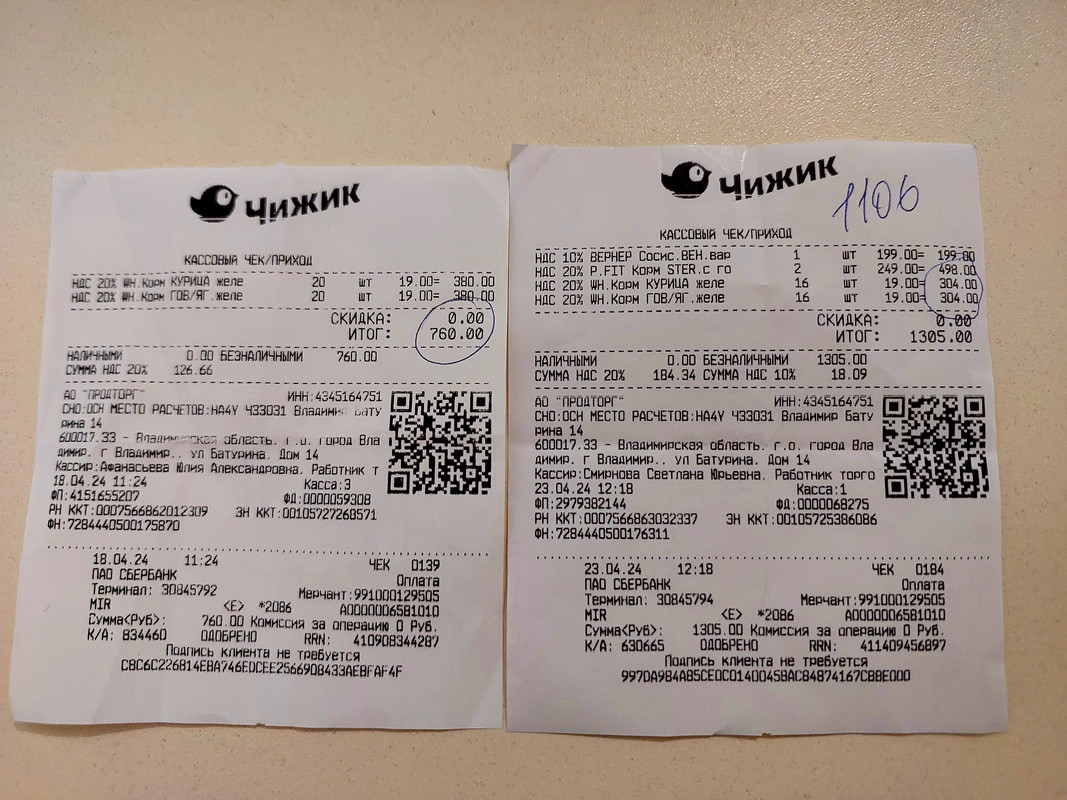 Чижик
КАССОВЫЙ ЧЕК/ПРИХОД
НДС 20% WH.Корм КУРИЦА желе 20 шт 19.00= 380.00
НДС 20% WH.Корм ГОВ/ЯГ.желе 20 шт 19.00= 380.00
СКИДКА: 0.00
ИТОГ: 760.00
НАЛИЧНЫМИ 0.00 БЕЗНАЛИЧНЫМИ 760.00
СУММА НДС 20% 126.66
АО "ПРОДТОРГ" ИНН:4345164751
СНО:ОСН МЕСТО РАСЧЕТОВ:HA4Y Ч33031 Владимир Бату
рина 14
600017.33 - Владимирская область. г.о. город Вла
димир. г Владимир.. ул Батурина. Дом 14
Кассир:Афанасьева Юлия Александровна. Работник т
18.04.24 11:24 Касса:3
ФП:4151655207 ФД:0000059308
РН ККТ:0007566862012309 ЗН ККТ:00105727268571
ФН:7284440500175870
18.04.24 11:24 ЧЕК 0139
ПАО СБЕРБАНК Оплата
Терминал: 30845792 Мерчант:991000129505
MIR <E> *2086 A0000006581010
Сумма<Руб>: 760.00 Комиссия за операцию 0 Руб.
К/А: 834460 ОДОБРЕНО RRN: 410908344287
Подпись клиента не требуется
C8C6C226814EBA746EDCEE2566908433AEBFAF4F
Чижик
1106
КАССОВЫЙ ЧЕК/ПРИХОД
НДС 10% ВЕРНЕР Сосис.ВЕН.вар 1 шт 199.00= 199.00
НДС 20% P.FIT Корм STER.с го 2 шт 249.00= 498.00
НДС 20% WH.Корм КУРИЦА желе 16 шт 19.00= 304.00
НДС 20% WH.Корм ГОВ/ЯГ.желе 16 шт 19.00= 304.00
СКИДКА: 0.00
ИТОГ: 1305.00
НАЛИЧНЫМИ 0.00 БЕЗНАЛИЧНЫМИ 1305.00
СУММА НДС 20% 184.34 СУММА НДС 10% 18.09
АО "ПРОДТОРГ" ИНН:4345164751
СНО:ОСН МЕСТО РАСЧЕТОВ:HA4Y Ч33031 Владимир Бату
рина 14
600017.33 - Владимирская область. г.о. город Вла
димир. г Владимир.. ул Батурина. Дом 14
Кассир:Смирнова Светлана Юрьевна. Работник торго
23.04.24 12:18 Касса:1
ФП:2979382144 ФД:0000068275
РН ККТ:0007566863032337 ЗН ККТ:00105725386086
ФН:7284440500176311
23.04.24 12:18 ЧЕК 0184
ПАО СБЕРБАНК Оплата
Терминал: 30845794 Мерчант:991000129505
MIR <E> *2086 A0000006581010
Сумма<Руб>: 1305.00 Комиссия за операцию 0 Руб.
К/А: 630665 ОДОБРЕНО RRN: 411409456897
Подпись клиента не требуется
997DA984A85CEDC01400458AC84874167CB8E000